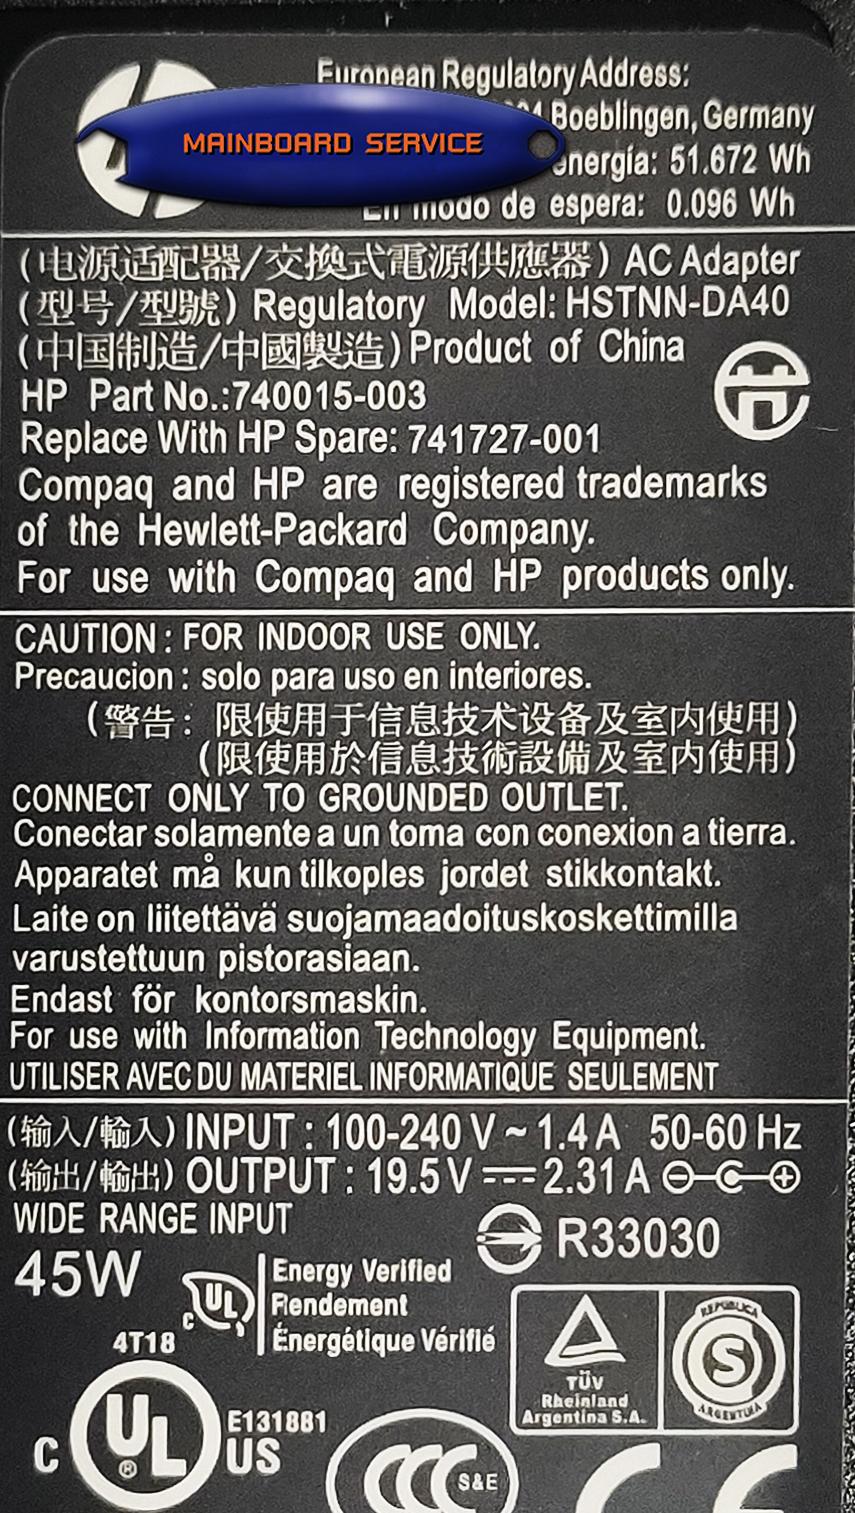 European Regulatory Address:
MAINBOARD SERVICE
Boeblingen, Germany
energía: 51.672 Wh
En modo de espera: 0.096 Wh
(电源适配器/交換式電源供應器) AC Adapter
(型号/型號) Regulatory Model: HSTNN-DA40
(中国制造/中國製造) Product of China
HP Part No.:740015-003
Replace With HP Spare: 741727-001
Compaq and HP are registered trademarks
of the Hewlett-Packard Company.
For use with Compaq and HP products only.
CAUTION : FOR INDOOR USE ONLY.
Precaucion : solo para uso en interiores.
(警告: 限使用于信息技术设备及室内使用)
(限使用於信息技術設備及室内使用)
CONNECT ONLY TO GROUNDED OUTLET.
Conectar solamente a un toma con conexion a tierra.
Apparatet må kun tilkoples jordet stikkontakt.
Laite on liitettävä suojamaadoituskoskettimilla
varustettuun pistorasiaan.
Endast för kontorsmaskin.
For use with Information Technology Equipment.
UTILISER AVEC DU MATERIEL INFORMATIQUE SEULEMENT
(输入/輸入) INPUT : 100-240 V ~ 1.4 A 50-60 Hz
(输出/輸出) OUTPUT : 19.5 V ⎓ 2.31 A ⊖-C-⊕
WIDE RANGE INPUT
R33030
45W
C UL
Energy Verified
Rendement
Énergétique Vérifié
4T18
TÜV
Rheinland
Argentina S.A.
REPUBLICA
S
ARGENTINA
C UL ® US
E131881
CCC S&E
CE